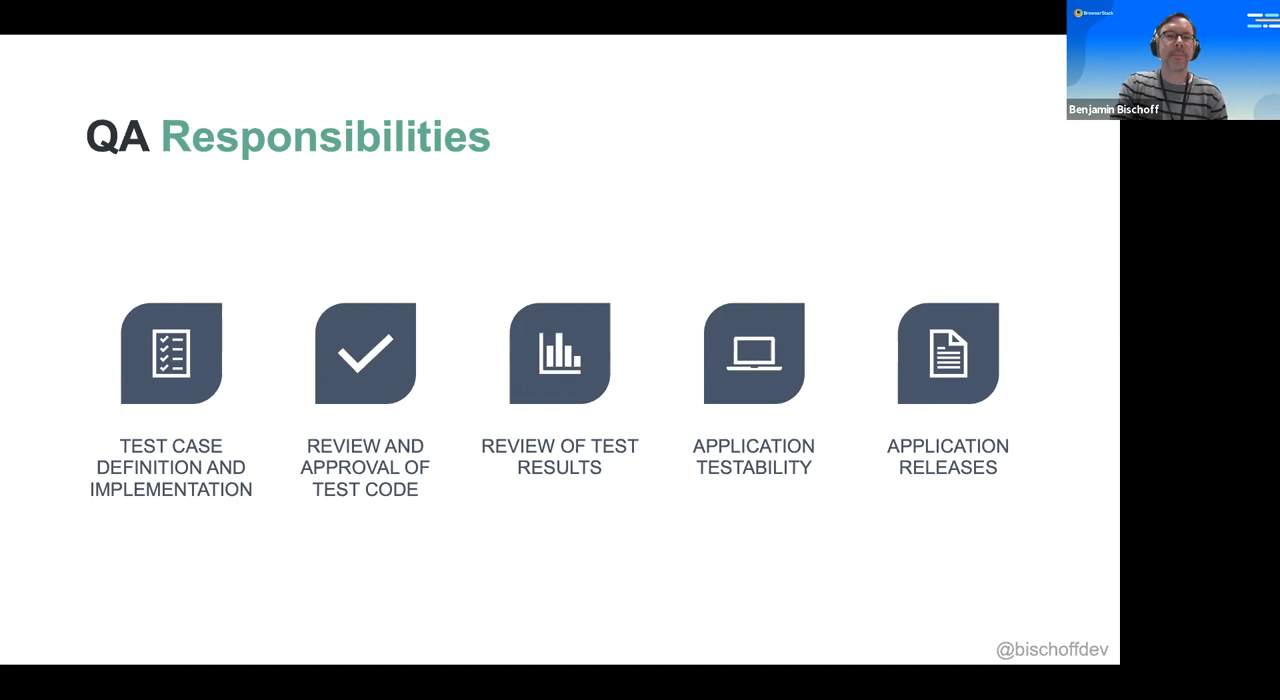 BrowserStack
Benjamin Bischoff
QA Responsibilities
TEST CASE
DEFINITION AND
IMPLEMENTATION
REVIEW AND
APPROVAL OF
TEST CODE
REVIEW OF TEST
RESULTS
APPLICATION
TESTABILITY
APPLICATION
RELEASES
@bischoffdev